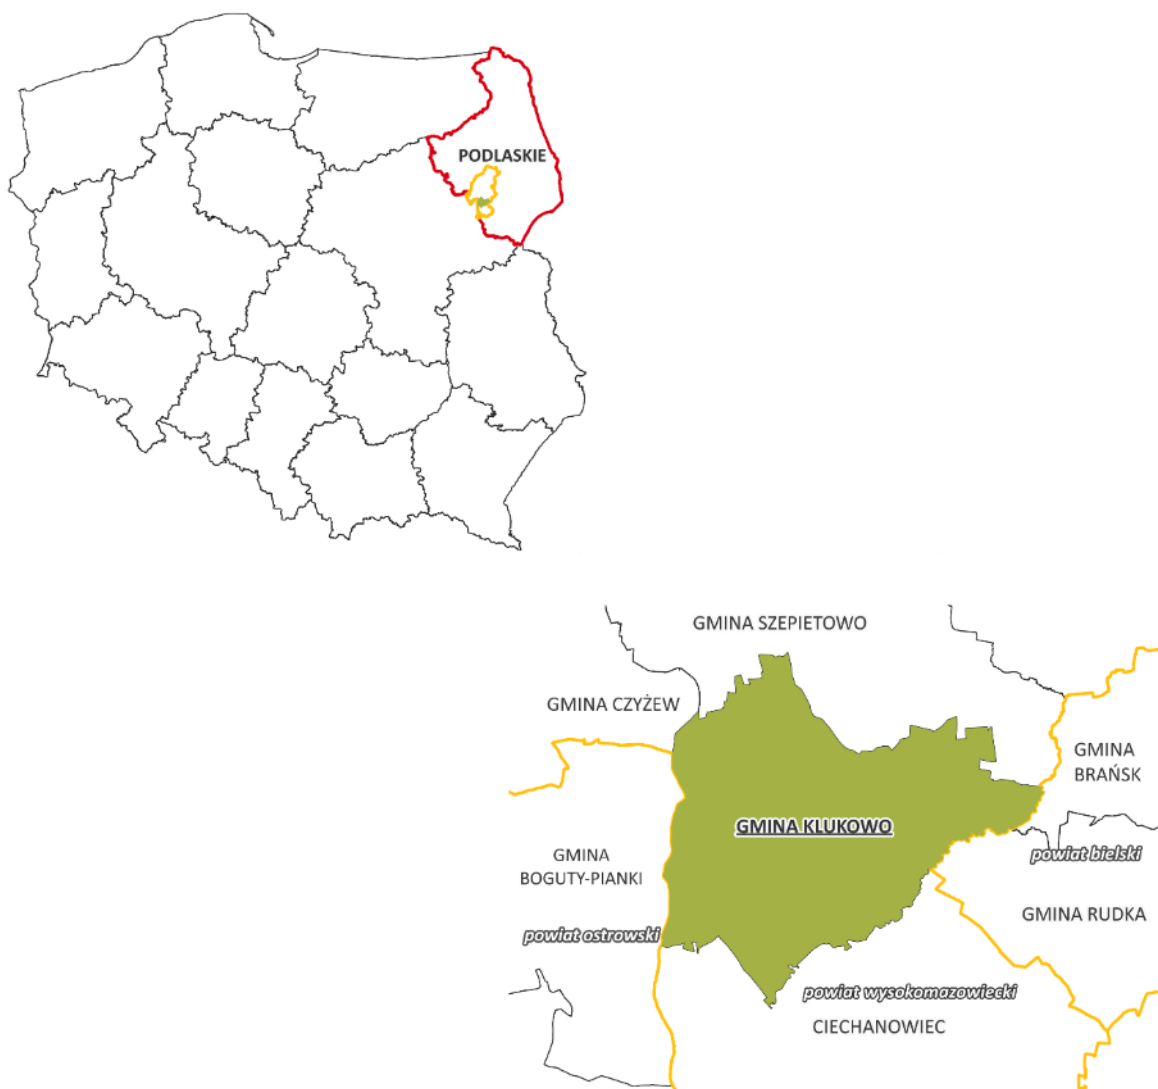 PODLASKIE
GMINA SZEPIETOWO
GMINA CZYŻEW
GMINA
BRAŃSK
GMINA KLUKOWO
powiat bielski
GMINA
BOGUTY-PIANKI
GMINA RUDKA
powiat ostrowski
powiat wysokomazowiecki
CIECHANOWIEC